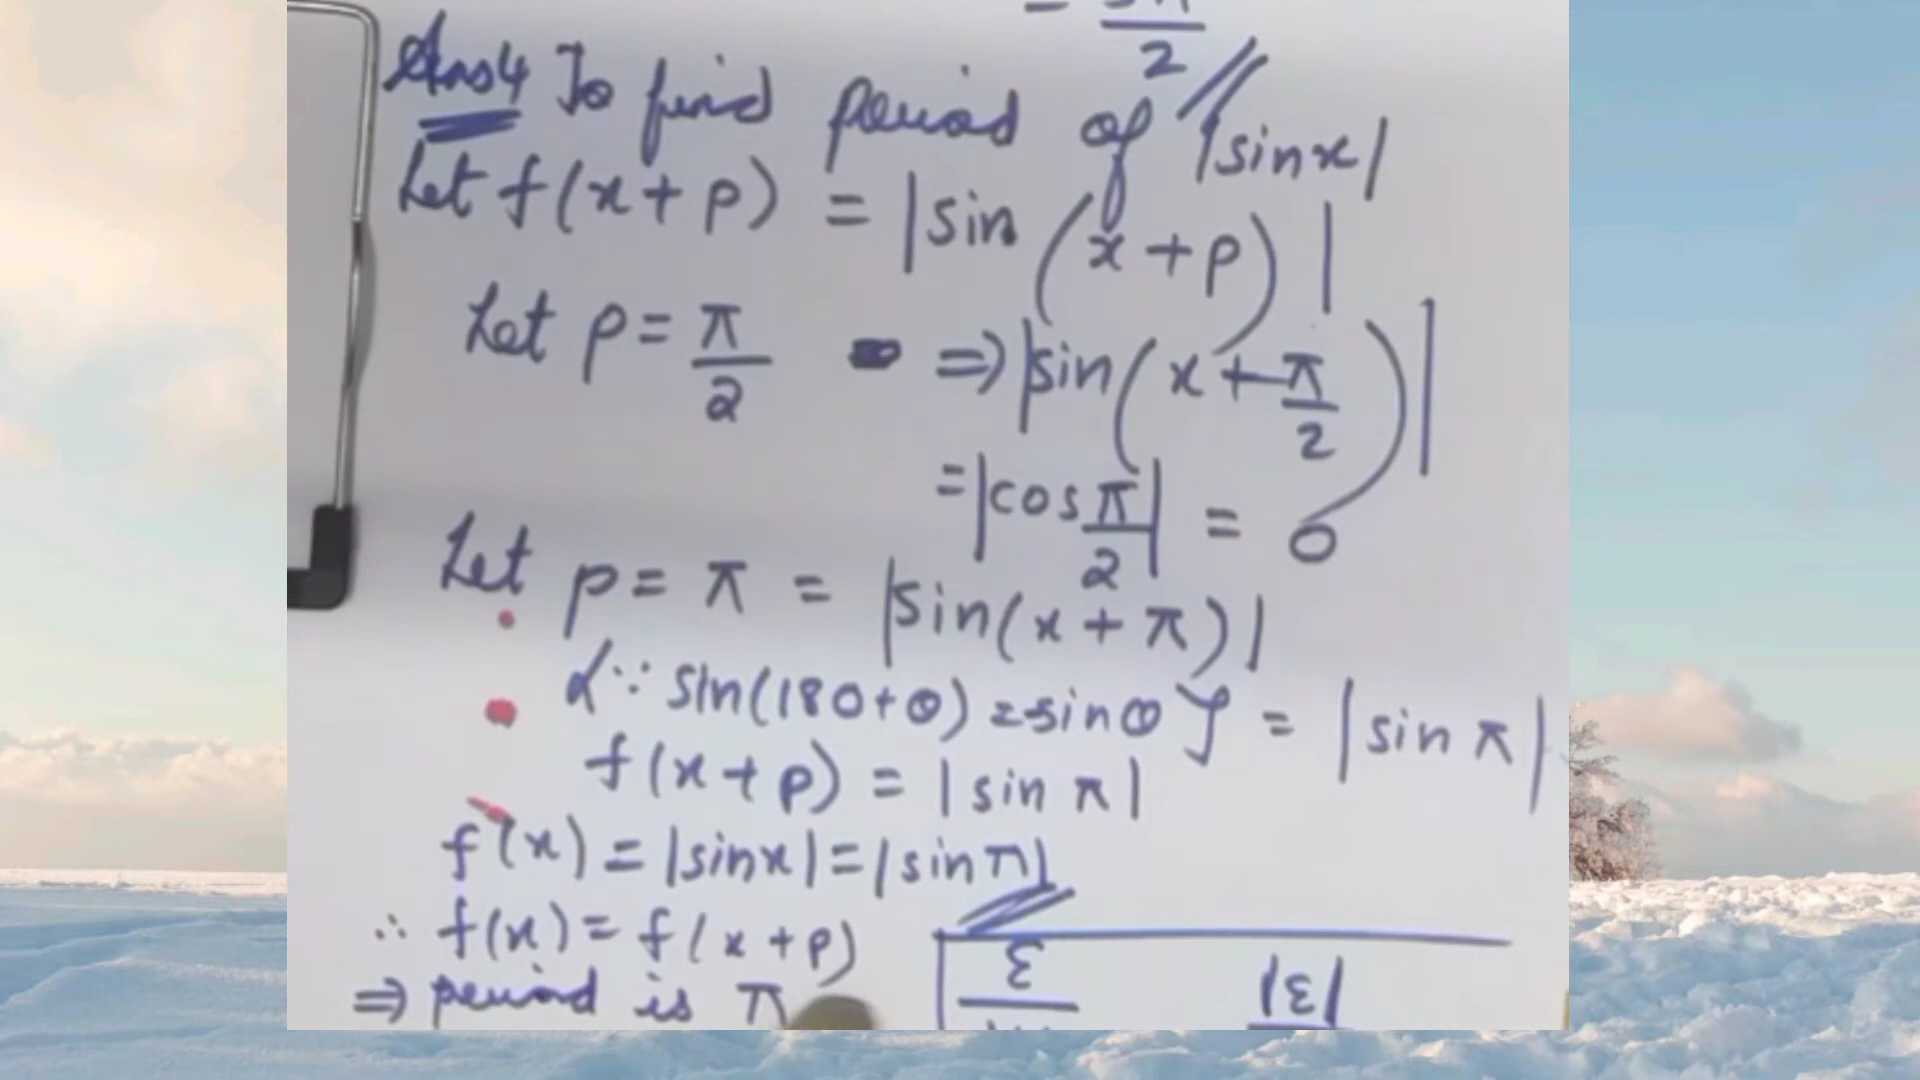 2
Ans4 To find period of |sinx|
Let f(x+p) = |sin (x+p)|
Let p = π/2 ⇒ |sin(x+π/2)|
= |cos π/2| = 0
Let p = π = |sin(x+π)|
{∵ sin(180+θ) = -sinθ} = |sin π|
f(x+p) = |sin π|
f(x) = |sinx| = |sin π|
∴ f(x) = f(x+p)
⇒ period is π